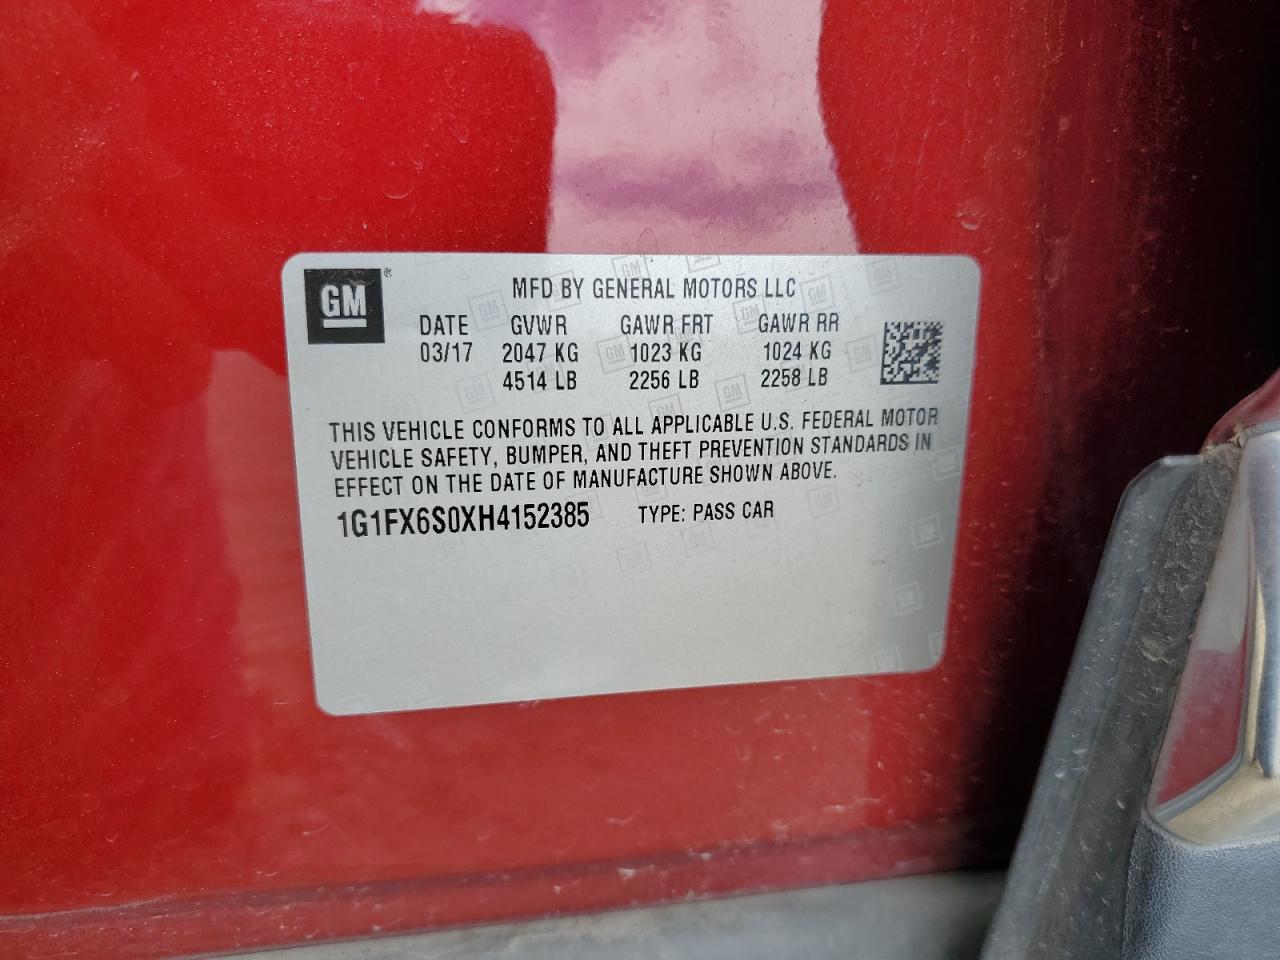 GM ®
MFD BY GENERAL MOTORS LLC
DATE GVWR GAWR FRT GAWR RR
03/17 2047 KG 1023 KG 1024 KG
4514 LB 2256 LB 2258 LB
THIS VEHICLE CONFORMS TO ALL APPLICABLE U.S. FEDERAL MOTOR
VEHICLE SAFETY, BUMPER, AND THEFT PREVENTION STANDARDS IN
EFFECT ON THE DATE OF MANUFACTURE SHOWN ABOVE.
1G1FX6S0XH4152385 TYPE: PASS CAR